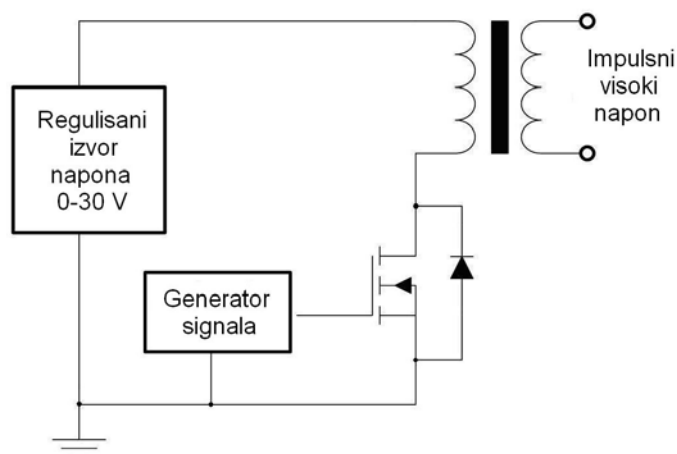 Regulisani
izvor
napona
0-30 V
Impulsni
visoki
napon
Generator
signala